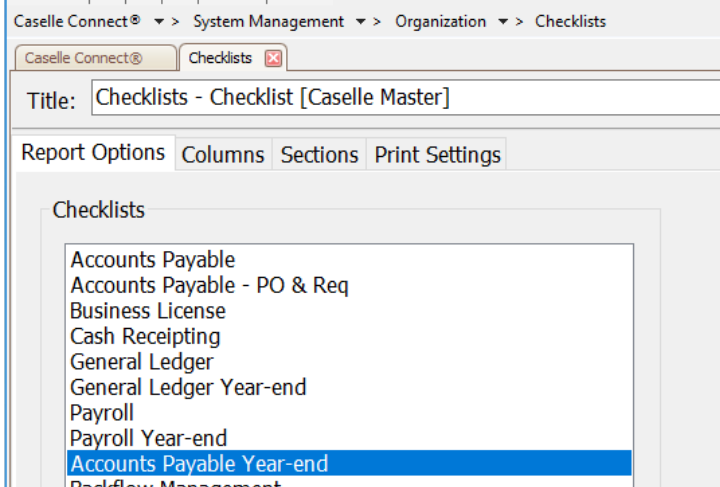 Caselle Connect® > System Management > Organization > Checklists
Caselle Connect® Checklists
Title: Checklists - Checklist [Caselle Master]
Report Options Columns Sections Print Settings
Checklists
Accounts Payable
Accounts Payable - PO & Req
Business License
Cash Receipting
General Ledger
General Ledger Year-end
Payroll
Payroll Year-end
Accounts Payable Year-end
Backflow Management